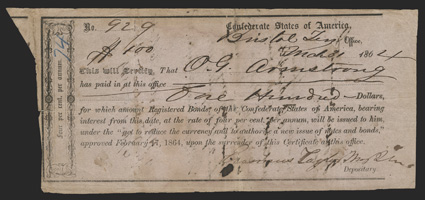 No. 929 Confederate States of America,
Bristol Office,
1864
$400
This will Certify, That O. G. Armstrong
has paid in at this office
Hundred Dollars,
for which amount Registered Bonds, of the Confederate States of America, bearing
interest from this date, at the rate of four per cent. per annum, will be issued to him,
under the "act to reduce the currency and to authorize a new issue of notes and bonds,"
approved February 17, 1864, upon the surrender of this Certificate at this office.
Depositary
four per cent. per annum.